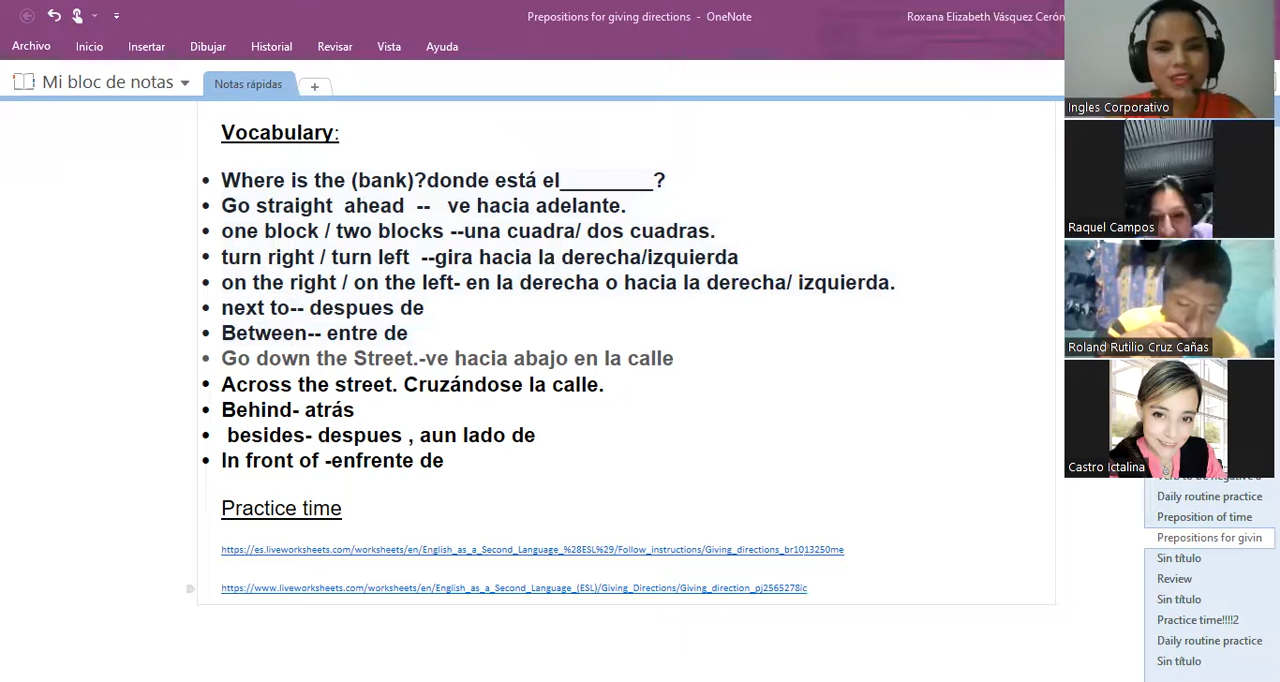 Prepositions for giving directions - OneNote
Roxana Elizabeth Vásquez Cerón
Archivo Inicio Insertar Dibujar Historial Revisar Vista Ayuda
Mi bloc de notas
Notas rápidas
+
Vocabulary:
• Where is the (bank)?donde está el________?
• Go straight ahead -- ve hacia adelante.
• one block / two blocks --una cuadra/ dos cuadras.
• turn right / turn left --gira hacia la derecha/izquierda
• on the right / on the left- en la derecha o hacia la derecha/ izquierda.
• next to-- despues de
• Between-- entre de
• Go down the Street.-ve hacia abajo en la calle
• Across the street. Cruzándose la calle.
• Behind- atrás
• besides- despues , aun lado de
• In front of -enfrente de
Practice time
https://es.liveworksheets.com/worksheets/en/English_as_a_Second_Language_%28ESL%29/Follow_instructions/Giving_directions_br1013250me
https://www.liveworksheets.com/worksheets/en/English_as_a_Second_Language_(ESL)/Giving_Directions/Giving_direction_pj2565278ic
Ingles Corporativo
Raquel Campos
Roland Rutilio Cruz Cañas
Castro Ictalina
Daily routine practice
Preposition of time
Prepositions for givin
Sin título
Review
Sin título
Practice time!!!!2
Daily routine practice
Sin título